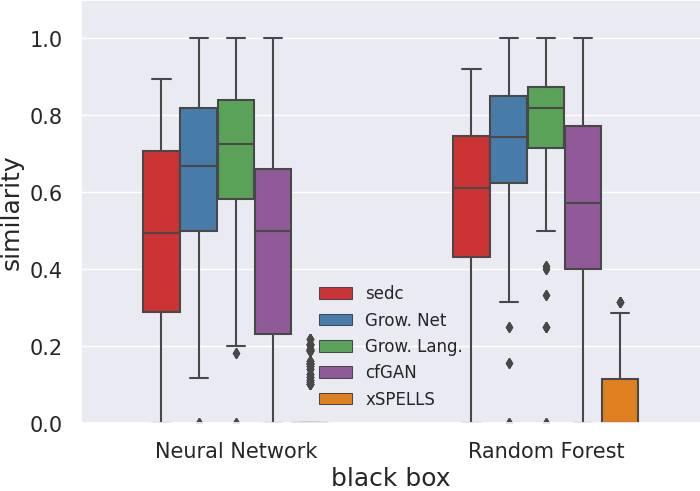 1.0
0.8
0.6
0.4
0.2
0.0
similarity
sedc
Grow. Net
Grow. Lang.
cfGAN
xSPELLS
Neural Network
Random Forest
black box